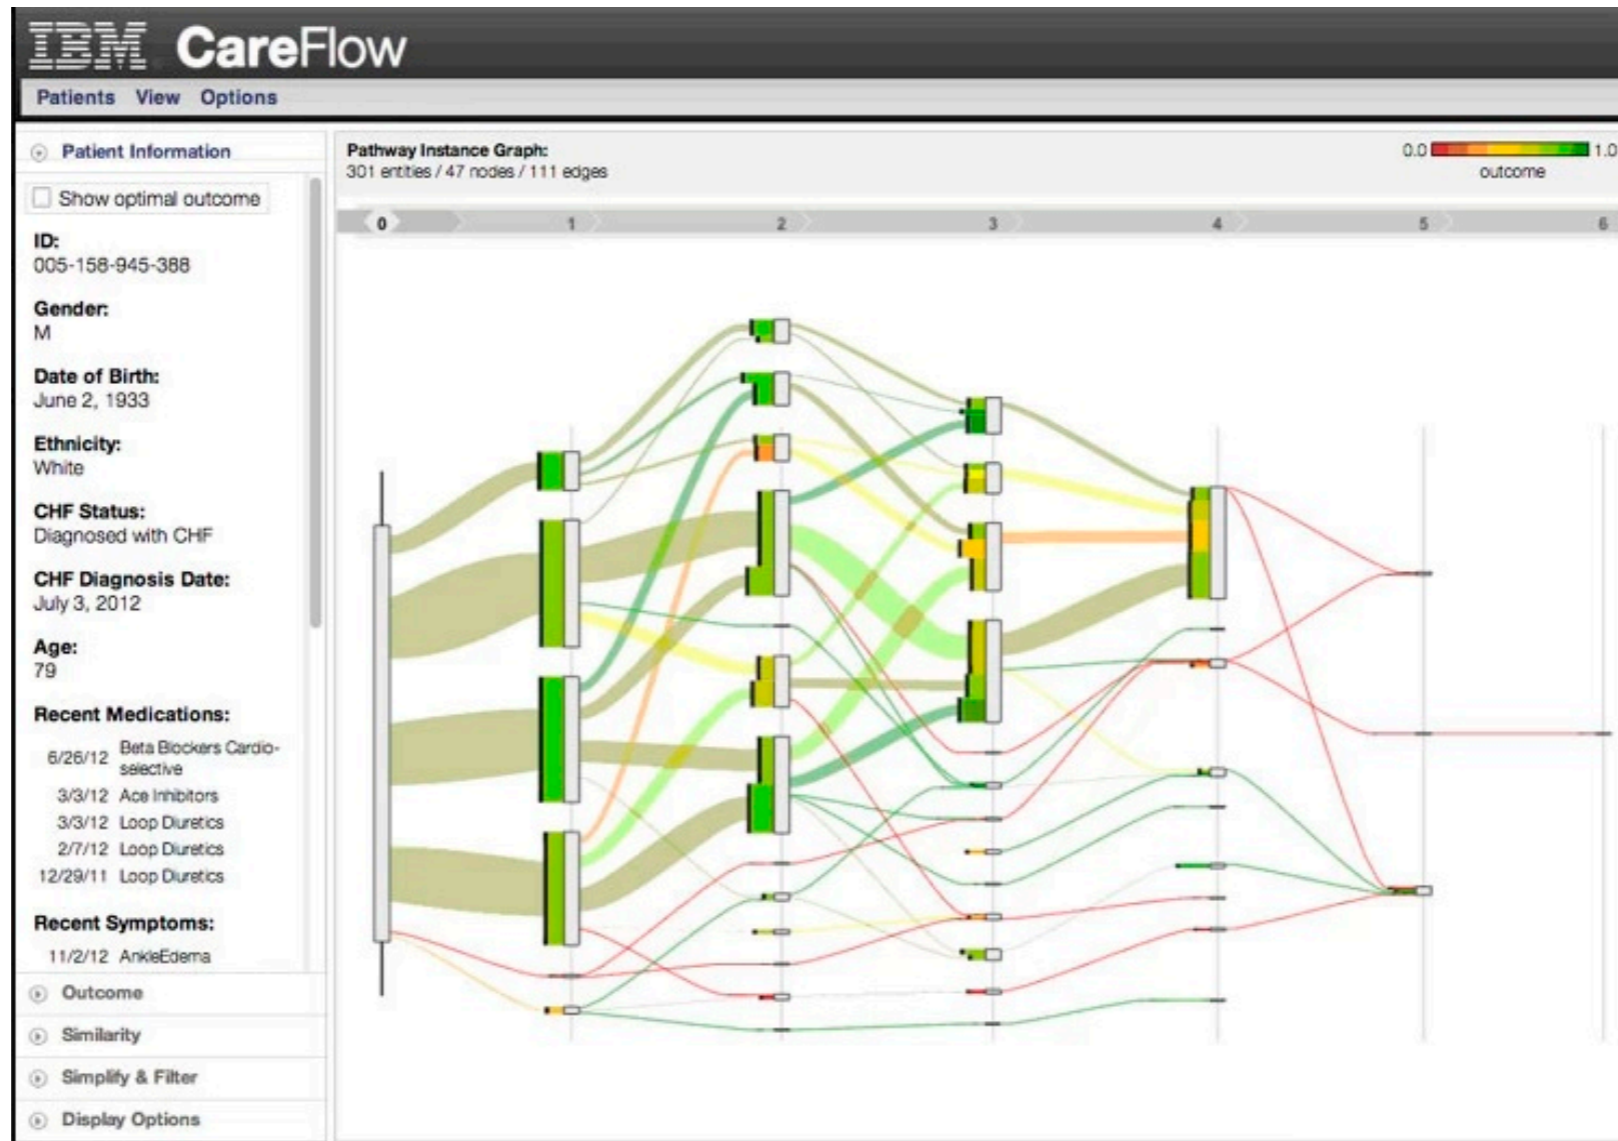 IBM CareFlow
Patients View Options
Patient Information
Show optimal outcome
ID:
005-158-945-388
Gender:
M
Date of Birth:
June 2, 1933
Ethnicity:
White
CHF Status:
Diagnosed with CHF
CHF Diagnosis Date:
July 3, 2012
Age:
79
Recent Medications:
6/26/12 Beta Blockers Cardio-
selective
3/3/12 Ace Inhibitors
3/3/12 Loop Diuretics
2/7/12 Loop Diuretics
12/29/11 Loop Diuretics
Recent Symptoms:
11/2/12 AnkleEdema
Outcome
Similarity
Simplify & Filter
Display Options
Pathway Instance Graph:
301 entities / 47 nodes / 111 edges
0.0 1.0
outcome
0 1 2 3 4 5 6